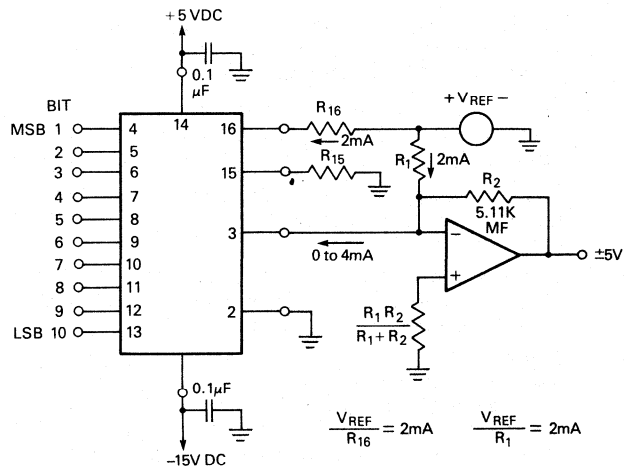 +5 VDC
0.1
μF
BIT
14
MSB 1
4
16
R16
2mA
+ VREF −
2
5
3
6
15
R15
R1
2mA
R2
5.11K
MF
4
7
5
8
3
0 to 4mA
−
+
±5V
6
9
7
10
8
11
9
12
2
LSB 10
13
R1 R2
R1 + R2
0.1μF
VREF
R16
= 2mA
VREF
R1
= 2mA
−15V DC